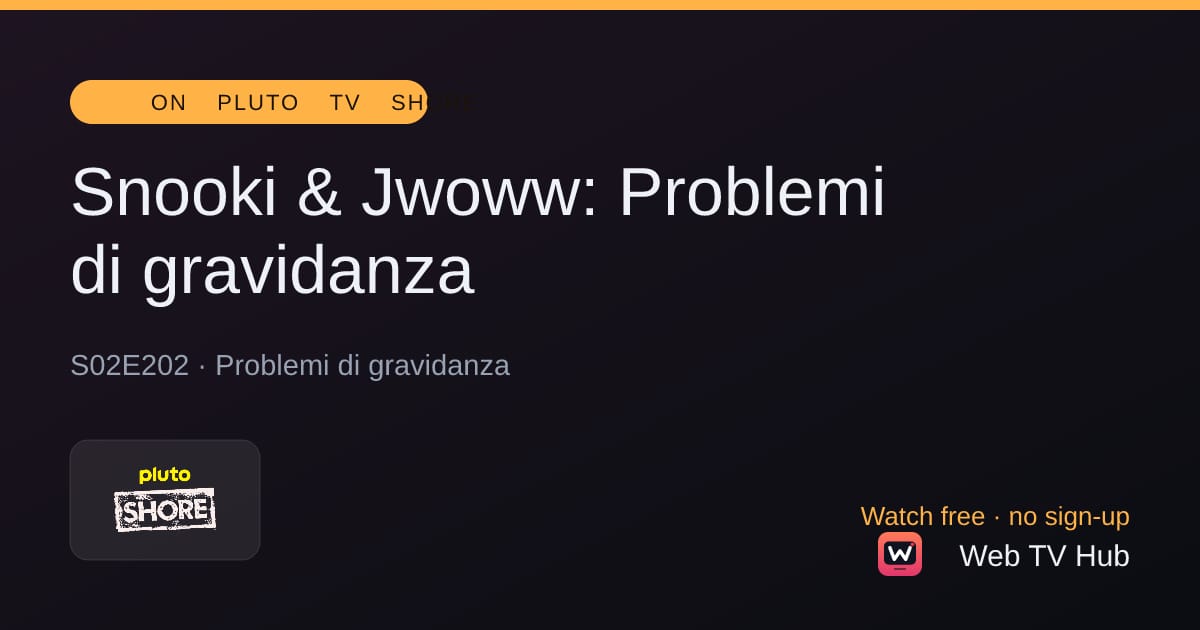 ON PLUTO TV SHORE
Snooki & Jwoww: Problemi
di gravidanza
S02E202 · Problemi di gravidanza
pluto
SHORE
Watch free · no sign-up
W
Web TV Hub